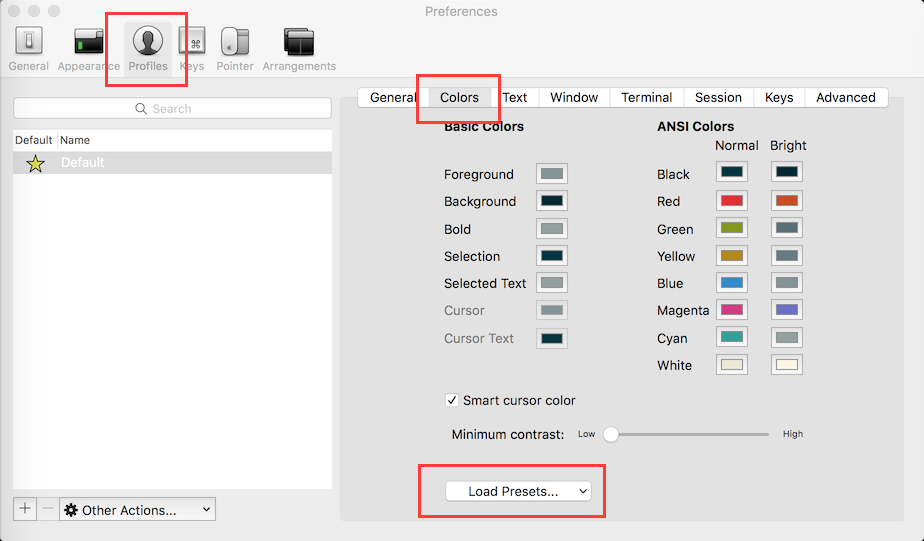 Preferences
General Appearance Profiles Keys Pointer Arrangements
Search
General Colors Text Window Terminal Session Keys Advanced
Default Name
Default
Basic Colors
Foreground
Background
Bold
Selection
Selected Text
Cursor
Cursor Text
ANSI Colors
Normal Bright
Black
Red
Green
Yellow
Blue
Magenta
Cyan
White
Smart cursor color
Minimum contrast: Low High
Load Presets...
Other Actions...